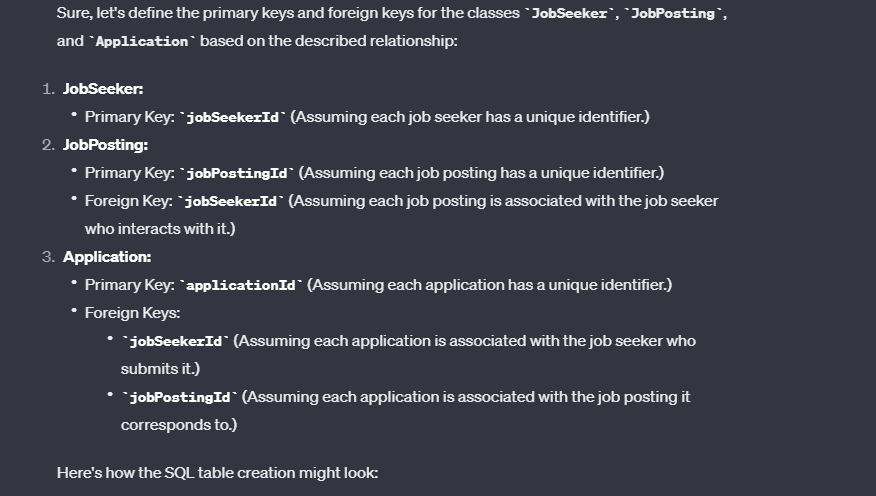 Sure, let's define the primary keys and foreign keys for the classes `JobSeeker`, `JobPosting`,
and `Application` based on the described relationship:
1. JobSeeker:
• Primary Key: `jobSeekerId` (Assuming each job seeker has a unique identifier.)
2. JobPosting:
• Primary Key: `jobPostingId` (Assuming each job posting has a unique identifier.)
• Foreign Key: `jobSeekerId` (Assuming each job posting is associated with the job seeker
who interacts with it.)
3. Application:
• Primary Key: `applicationId` (Assuming each application has a unique identifier.)
• Foreign Keys:
• `jobSeekerId` (Assuming each application is associated with the job seeker who
submits it.)
• `jobPostingId` (Assuming each application is associated with the job posting it
corresponds to.)
Here's how the SQL table creation might look: